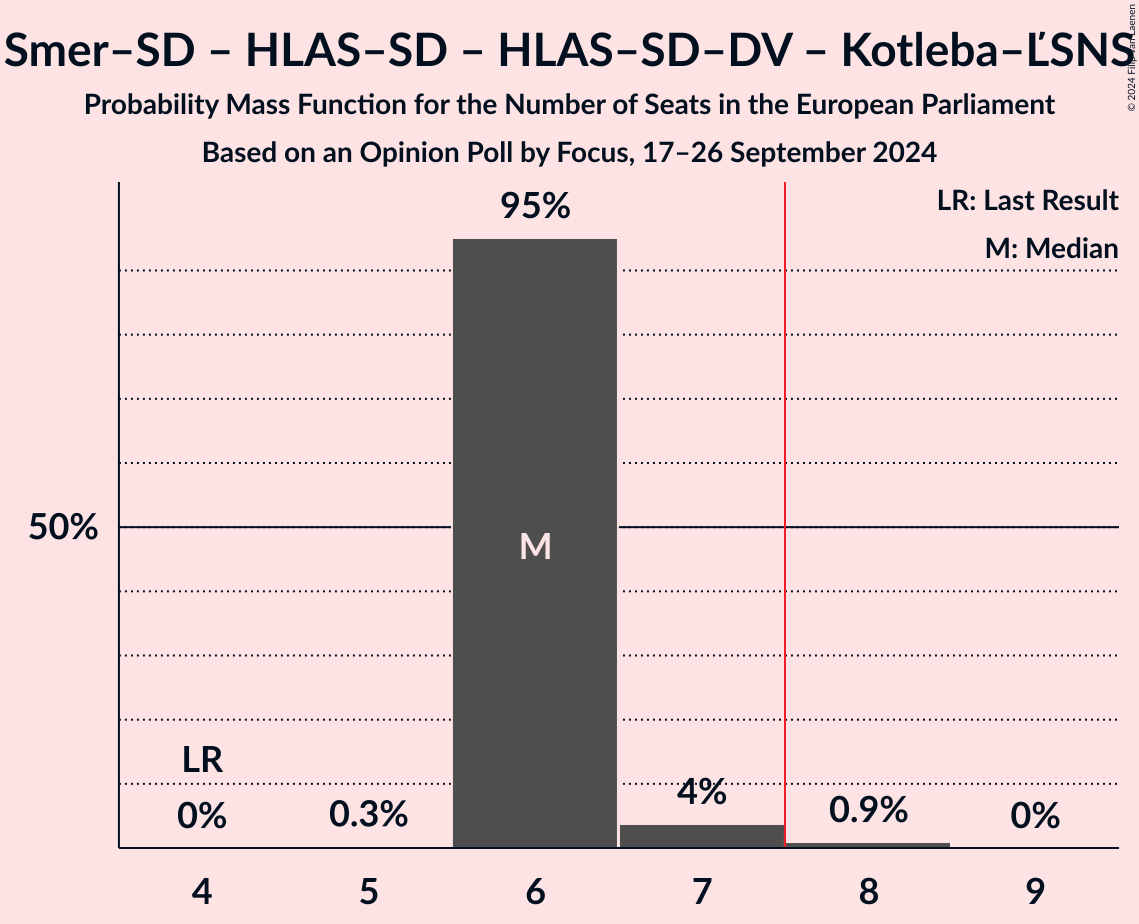 Smer–SD – HLAS–SD – HLAS–SD–DV – Kotleba–ĽSNS
© 2024 Filip van Laenen
Probability Mass Function for the Number of Seats in the European Parliament
Based on an Opinion Poll by Focus, 17–26 September 2024
LR: Last Result
M: Median
95%
50%
M
LR
0%
0.3%
4%
0.9%
0%
4
5
6
7
8
9